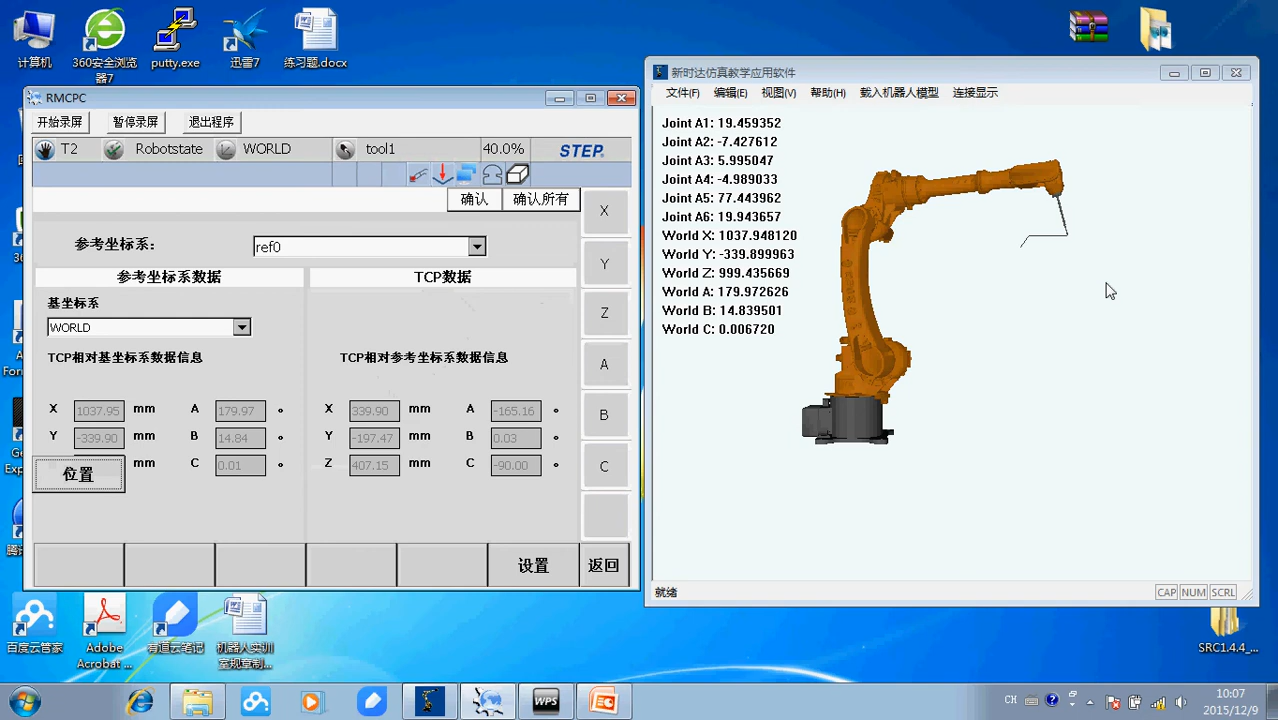 计算机
360安全浏览器7
putty.exe
迅雷7
练习题.docx
RMCPC
开始录屏 暂停录屏 退出程序
T2 Robotstate WORLD tool1 40.0% STEP
确认 确认所有
参考坐标系: ref0
参考坐标系数据 TCP数据
基坐标系
WORLD
TCP相对基坐标系数据信息 TCP相对参考坐标系数据信息
X 1037.95 mm A 179.97 ° X 339.90 mm A -165.16 °
Y -339.90 mm B 14.84 ° Y -197.47 mm B 0.03 °
mm C 0.01 ° Z 407.15 mm C -90.00 °
位置
设置 返回
X
Y
Z
A
B
C
新时达仿真教学应用软件
文件(F) 编辑(E) 视图(V) 帮助(H) 载入机器人模型 连接显示
Joint A1: 19.459352
Joint A2: -7.427612
Joint A3: 5.995047
Joint A4: -4.989033
Joint A5: 77.443962
Joint A6: 19.943657
World X: 1037.948120
World Y: -339.899963
World Z: 999.435669
World A: 179.972626
World B: 14.839501
World C: 0.006720
就绪 CAP NUM SCRL
百度云管家
Adobe
Acrobat ...
有道云笔记
机器人实训
室规章制...
SRC1.4.4_...
WPS
CH
10:07
2015/12/9